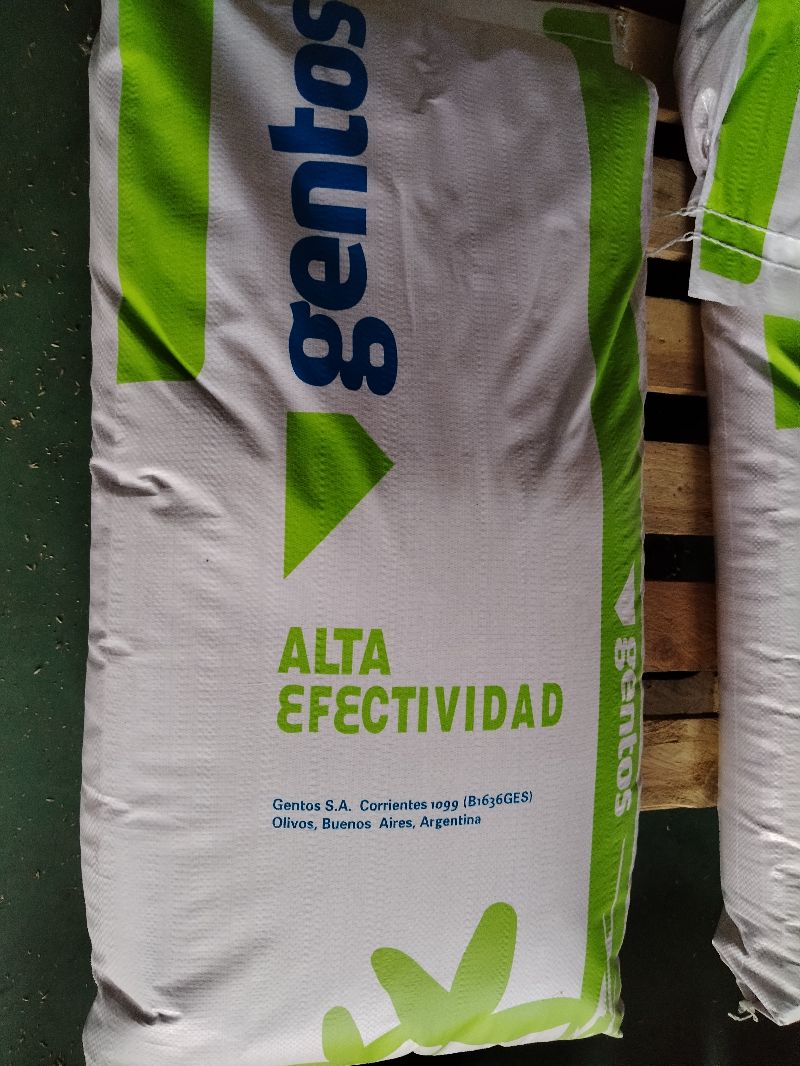 gentos
ALTA
EFECTIVIDAD
Gentos S.A. Corrientes 1099 (B1636GES)
Olivos, Buenos Aires, Argentina
gentos